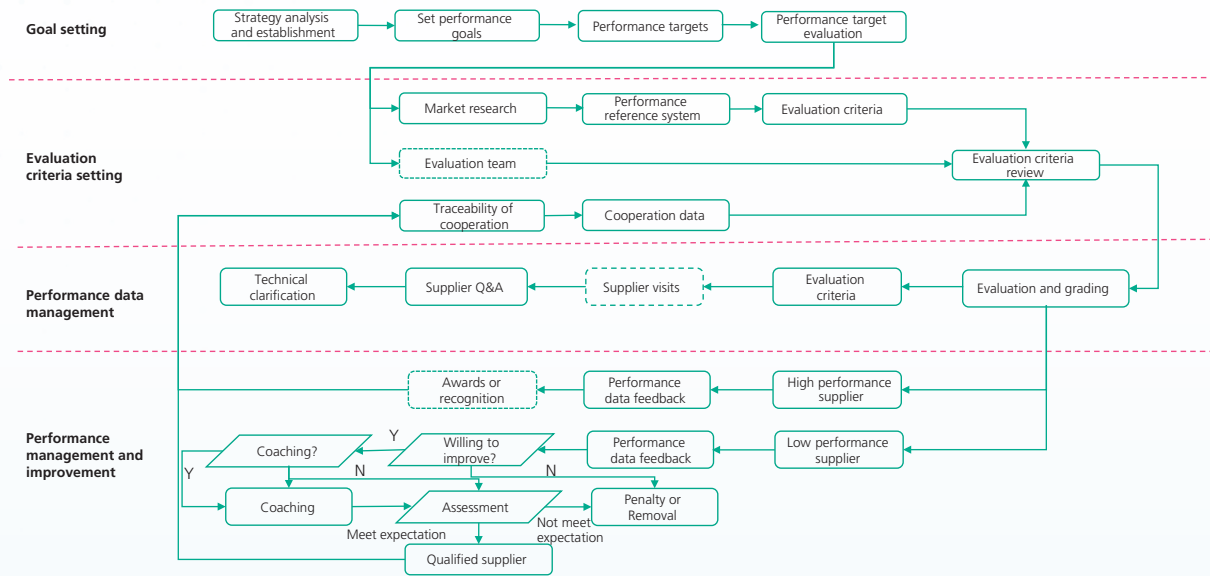 Goal setting
Strategy analysis
and establishment
Set performance
goals
Performance targets
Performance target
evaluation
Evaluation
criteria setting
Market research
Performance
reference system
Evaluation criteria
Evaluation team
Evaluation criteria
review
Traceability of
cooperation
Cooperation data
Performance data
management
Technical
clarification
Supplier Q&A
Supplier visits
Evaluation
criteria
Evaluation and grading
Performance
management and
improvement
Awards or
recognition
Performance
data feedback
High performance
supplier
Coaching?
Y
Willing to
improve?
Performance
data feedback
Low performance
supplier
Y
N
N
Coaching
Assessment
Penalty or
Removal
Meet expectation
Not meet
expectation
Qualified supplier